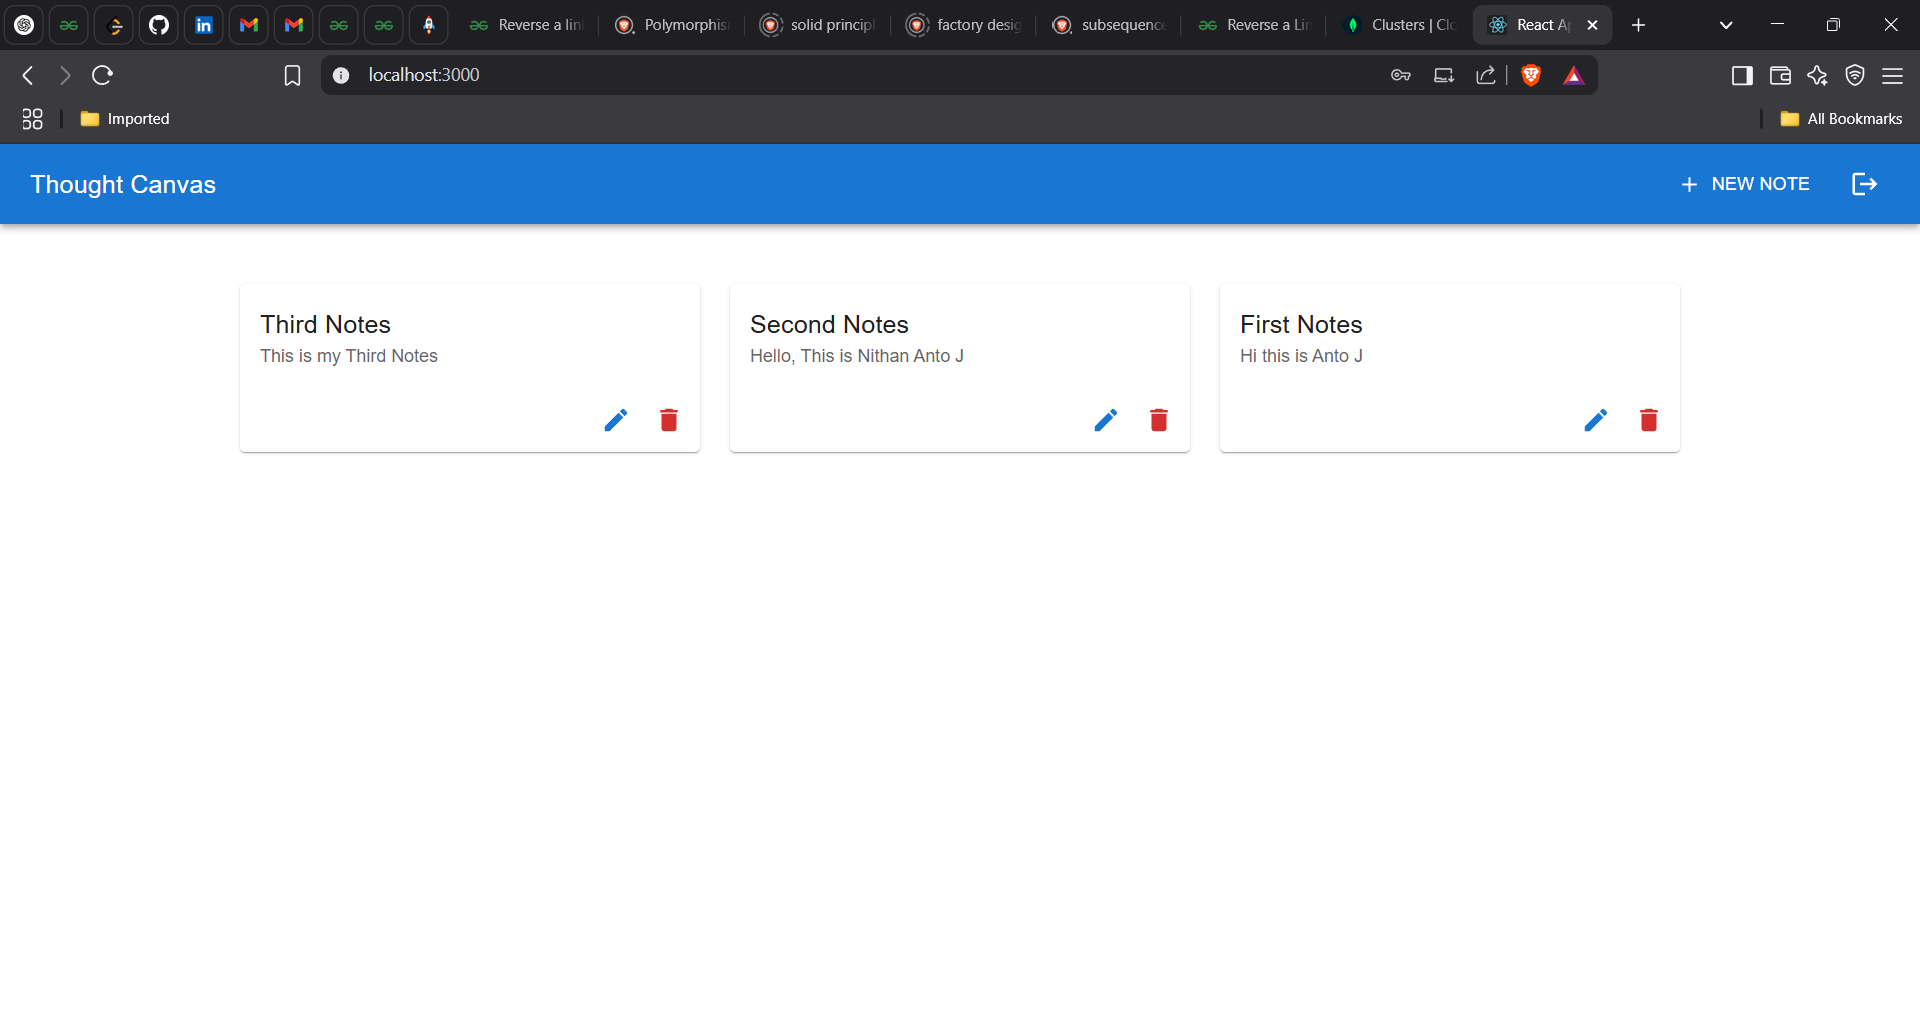 Reverse a lin
Polymorphis
solid principl
factory desig
subsequence
Reverse a Lin
Clusters | Clo
React Ap
localhost:3000
Imported
All Bookmarks
Thought Canvas
NEW NOTE
Third Notes
This is my Third Notes
Second Notes
Hello, This is Nithan Anto J
First Notes
Hi this is Anto J